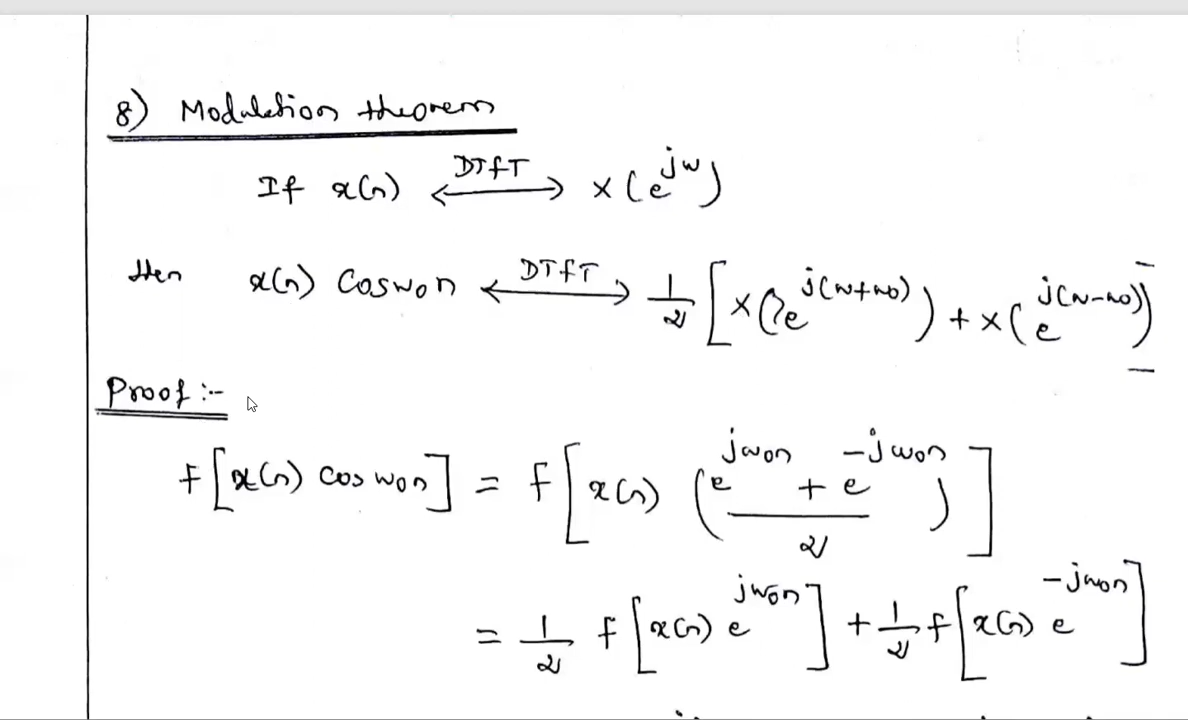 8) Modulation theorem
If x(n) <--DTFT--> X(e^{jw})
then x(n) Cosw₀n <--DTFT--> 1/2 [X(e^{j(w+w₀)}) + X(e^{j(w-w₀)})]
Proof :-
F[x(n) cos w₀n] = F[x(n) (e^{jw₀n} + e^{-jw₀n})/2]
= 1/2 F[x(n) e^{jw₀n}] + 1/2 F[x(n) e^{-jw₀n}]